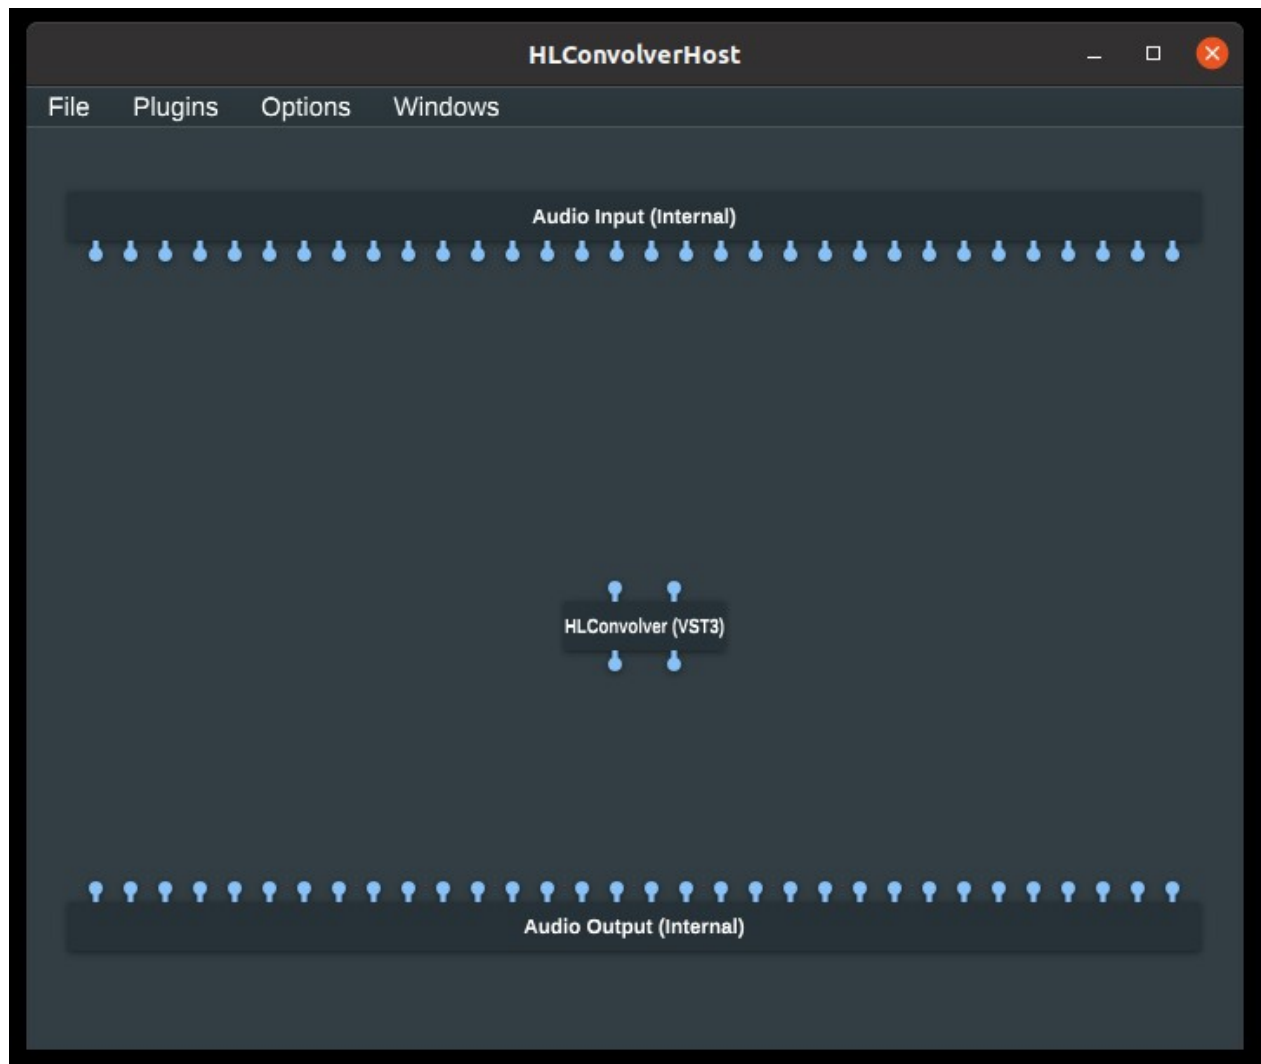 HLConvolverHost
File Plugins Options Windows
Audio Input (Internal)
HLConvolver (VST3)
Audio Output (Internal)